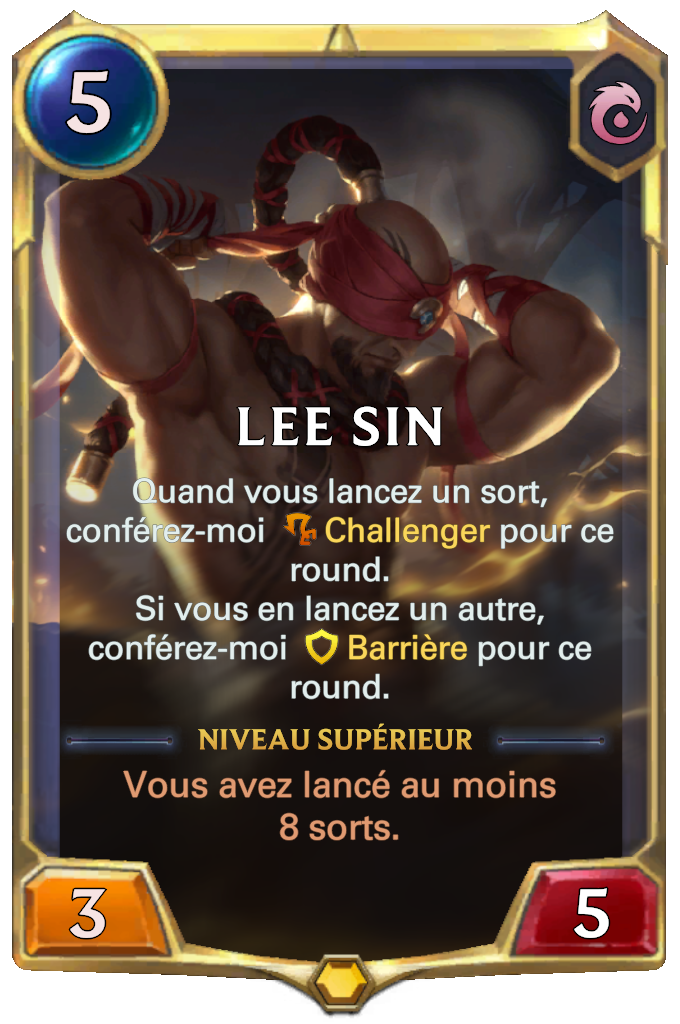 5
LEE SIN
Quand vous lancez un sort,
conférez-moi Challenger pour ce
round.
Si vous en lancez un autre,
conférez-moi Barrière pour ce
round.
NIVEAU SUPÉRIEUR
Vous avez lancé au moins
8 sorts.
3
5